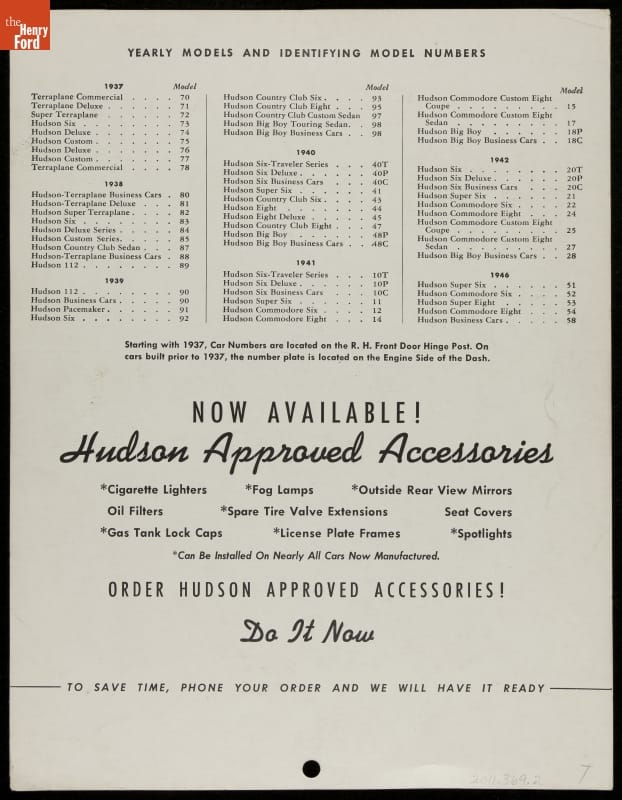 the
Henry
Ford
YEARLY MODELS AND IDENTIFYING MODEL NUMBERS
1937 Model
Terraplane Commercial . . . . 70
Terraplane Deluxe . . . . . 71
Super Terraplane . . . . . 72
Hudson Six . . . . . . . 73
Hudson Deluxe . . . . . . 74
Hudson Custom . . . . . . 75
Hudson Deluxe . . . . . . 76
Hudson Custom . . . . . . 77
Terraplane Commercial . . . . 78
1938
Hudson-Terraplane Business Cars . 80
Hudson-Terraplane Deluxe . . . 81
Hudson Super Terraplane . . . . 82
Hudson Six . . . . . . . 83
Hudson Deluxe Series . . . . . 84
Hudson Custom Series . . . . . 85
Hudson Country Club Sedan . . . 87
Hudson-Terraplane Business Cars . 88
Hudson 112 . . . . . . . 89
1939
Hudson 112 . . . . . . . 90
Hudson Business Cars . . . . . 90
Hudson Pacemaker . . . . . . 91
Hudson Six . . . . . . . 92
Model
Hudson Country Club Six . . . . 93
Hudson Country Club Eight . . . 95
Hudson Country Club Custom Sedan 97
Hudson Big Boy Touring Sedan . . 98
Hudson Big Boy Business Cars . . 98
1940
Hudson Six-Traveler Series . . . 40T
Hudson Six Deluxe . . . . . 40P
Hudson Six Business Cars . . . 40C
Hudson Super Six . . . . . . 41
Hudson Country Club Six . . . . 43
Hudson Eight . . . . . . . 44
Hudson Eight Deluxe . . . . . 45
Hudson Country Club Eight . . . 47
Hudson Big Boy . . . . . . 48P
Hudson Big Boy Business Cars . . 48C
1941
Hudson Six-Traveler Series . . . 10T
Hudson Six Deluxe . . . . . 10P
Hudson Six Business Cars . . . 10C
Hudson Super Six . . . . . . 11
Hudson Commodore Six . . . . 12
Hudson Commodore Eight . . . 14
Model
Hudson Commodore Custom Eight
Coupe . . . . . . . . 15
Hudson Commodore Custom Eight
Sedan . . . . . . . . 17
Hudson Big Boy . . . . . . 18P
Hudson Big Boy Business Cars . . 18C
1942
Hudson Six . . . . . . . 20T
Hudson Six Deluxe . . . . . 20P
Hudson Six Business Cars . . . 20C
Hudson Super Six . . . . . . 21
Hudson Commodore Six . . . . 22
Hudson Commodore Eight . . . 24
Hudson Commodore Custom Eight
Coupe . . . . . . . . 25
Hudson Commodore Custom Eight
Sedan . . . . . . . . 27
Hudson Big Boy Business Cars . . 28
1946
Hudson Super Six . . . . . . 51
Hudson Commodore Six . . . . 52
Hudson Super Eight . . . . . 53
Hudson Commodore Eight . . . 54
Hudson Business Cars . . . . . 58
Starting with 1937, Car Numbers are located on the R. H. Front Door Hinge Post. On
cars built prior to 1937, the number plate is located on the Engine Side of the Dash.
NOW AVAILABLE!
Hudson Approved Accessories
*Cigarette Lighters *Fog Lamps *Outside Rear View Mirrors
Oil Filters *Spare Tire Valve Extensions Seat Covers
*Gas Tank Lock Caps *License Plate Frames *Spotlights
*Can Be Installed On Nearly All Cars Now Manufactured.
ORDER HUDSON APPROVED ACCESSORIES!
Do It Now
TO SAVE TIME, PHONE YOUR ORDER AND WE WILL HAVE IT READY
2011.369.2
7